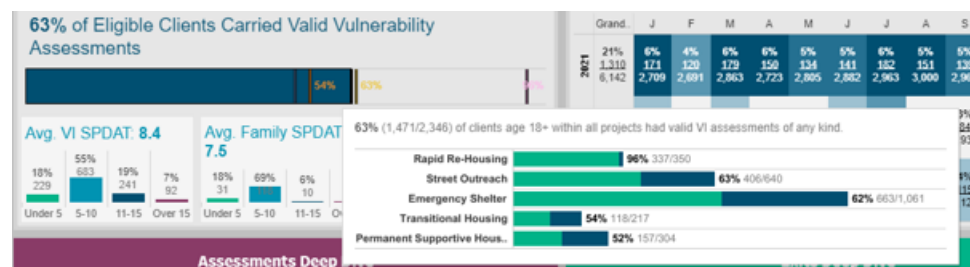 63% of Eligible Clients Carried Valid Vulnerability
Assessments
54%
63%
Avg. VI SPDAT: 8.4
18%
229
55%
683
19%
241
7%
92
Under 5
5-10
11-15
Over 15
Avg. Family SPDAT
7.5
18%
31
69%
6%
10
Under 5
5-10
11-15
Grand..
J
F
M
A
M
J
J
A
S
2021
21%
1,310
6,142
6%
171
2,709
4%
120
2,691
6%
179
2,863
6%
150
2,723
5%
134
2,805
5%
141
2,882
6%
182
2,963
5%
151
3,000
63% (1,471/2,346) of clients age 18+ within all projects had valid VI assessments of any kind.
Rapid Re-Housing 96% 337/350
Street Outreach 63% 406/640
Emergency Shelter 62% 663/1,061
Transitional Housing 54% 118/217
Permanent Supportive Hous.. 52% 157/304
Assessments Deep